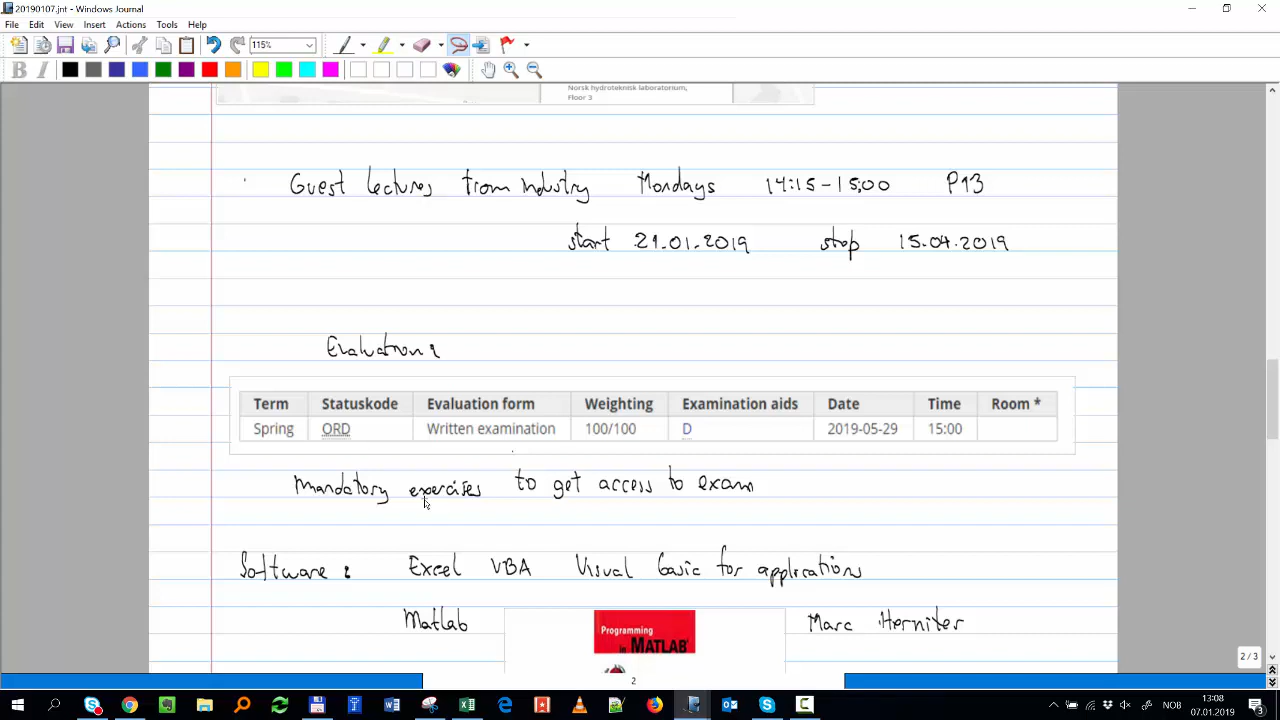 20190107.jnt - Windows Journal
File Edit View Insert Actions Tools Help
115%
B I
Norsk hydroteknisk laboratorium,
Floor 3
Guest lectures from Industry Mondays 14:15-15:00 P13
start 21.01.2019 stop 15.04.2019
Evaluation:
Term Statuskode Evaluation form Weighting Examination aids Date Time Room *
Spring ORD Written examination 100/100 D 2019-05-29 15:00
Mandatory exercises to get access to exam
Software: Excel VBA Visual basic for applications
Matlab Marc Herniter
Programming
in MATLAB
2 / 3
2
NOB
13:08
07.01.2019